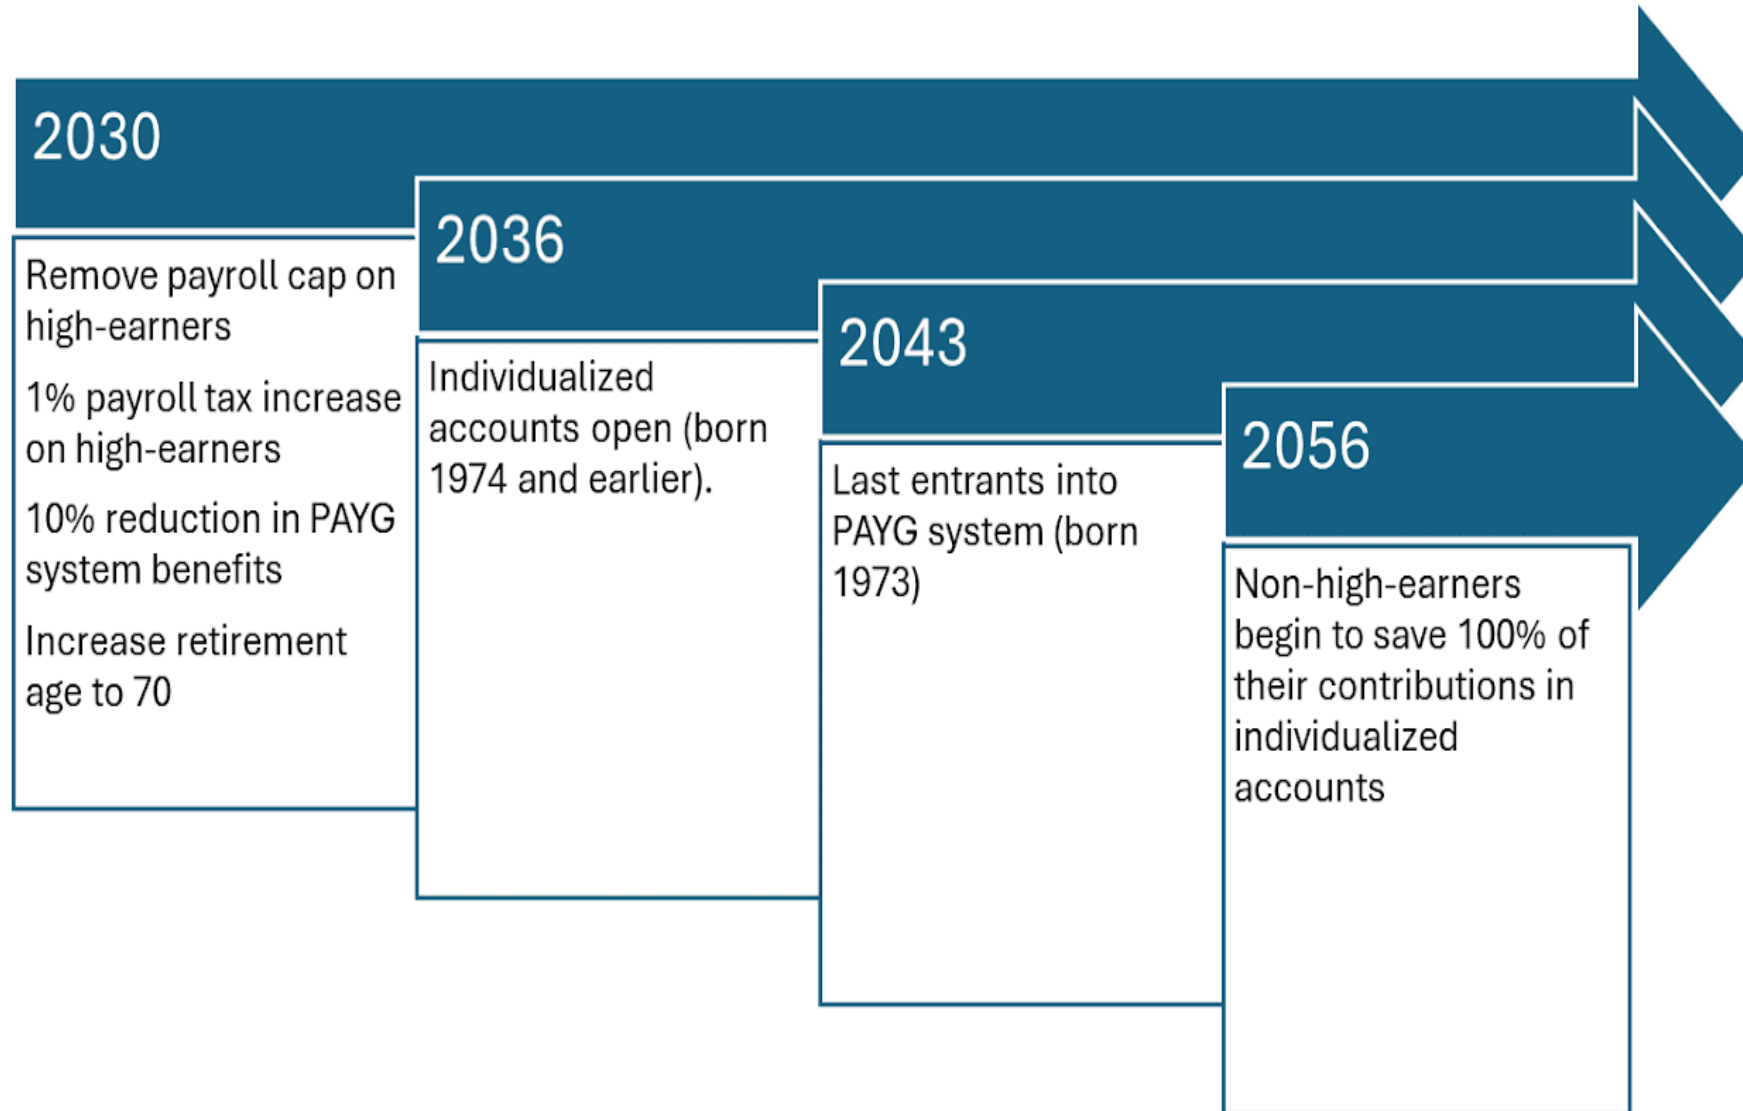 2030
Remove payroll cap on
high-earners
1% payroll tax increase
on high-earners
10% reduction in PAYG
system benefits
Increase retirement
age to 70
2036
Individualized
accounts open (born
1974 and earlier).
2043
Last entrants into
PAYG system (born
1973)
2056
Non-high-earners
begin to save 100% of
their contributions in
individualized
accounts